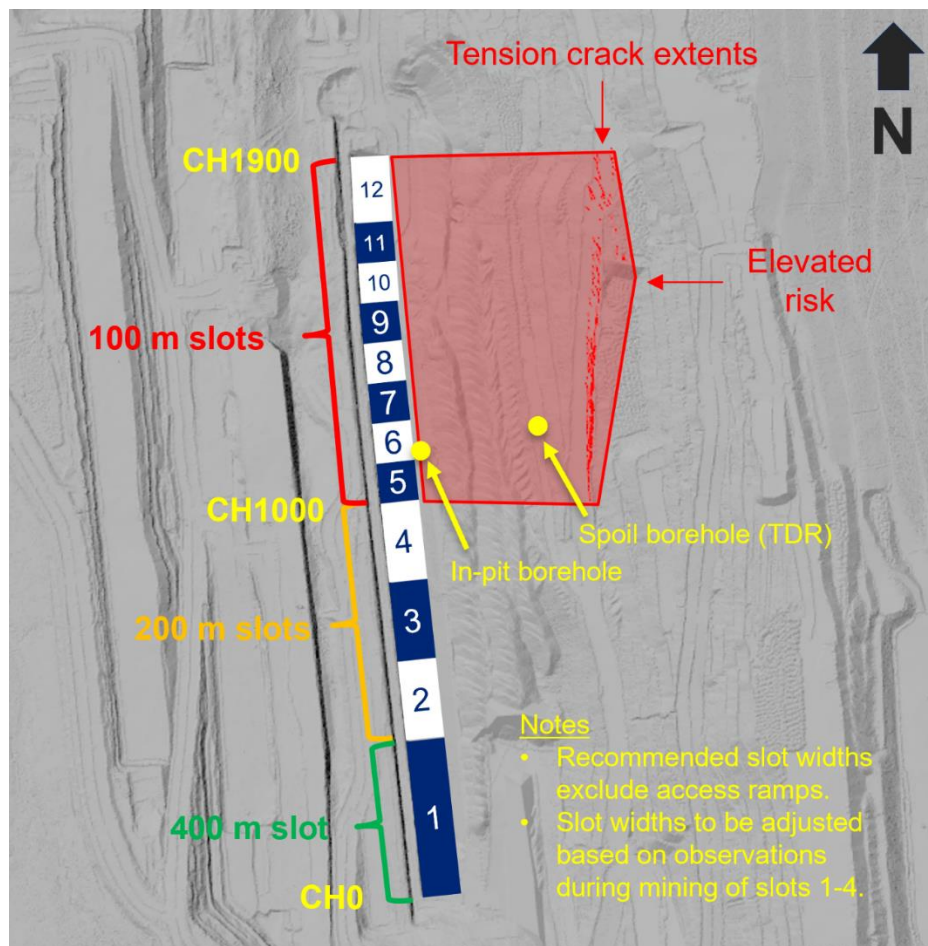 Tension crack extents
N
CH1900
12
11
Elevated
risk
10
100 m slots
9
8
7
6
5
CH1000
Spoil borehole (TDR)
4
In-pit borehole
3
200 m slots
2
Notes
• Recommended slot widths
exclude access ramps.
• Slot widths to be adjusted
based on observations
during mining of slots 1-4.
1
400 m slot
CH0